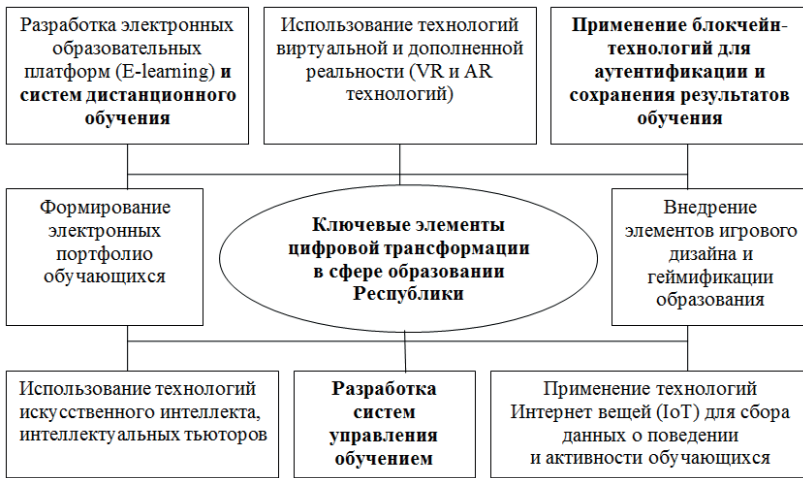 Разработка электронных
образовательных
платформ (E-learning) и
систем дистанционного
обучения
Использование технологий
виртуальной и дополненной
реальности (VR и AR
технологий)
Применение блокчейн-
технологий для
аутентификации и
сохранения результатов
обучения
Формирование
электронных
портфолио
обучающихся
Ключевые элементы
цифровой трансформации
в сфере образовании
Республики
Внедрение
элементов игрового
дизайна и
геймификации
образования
Использование технологий
искусственного интеллекта,
интеллектуальных тьюторов
Разработка
систем
управления
обучением
Применение технологий
Интернет вещей (IoT) для сбора
данных о поведении
и активности обучающихся